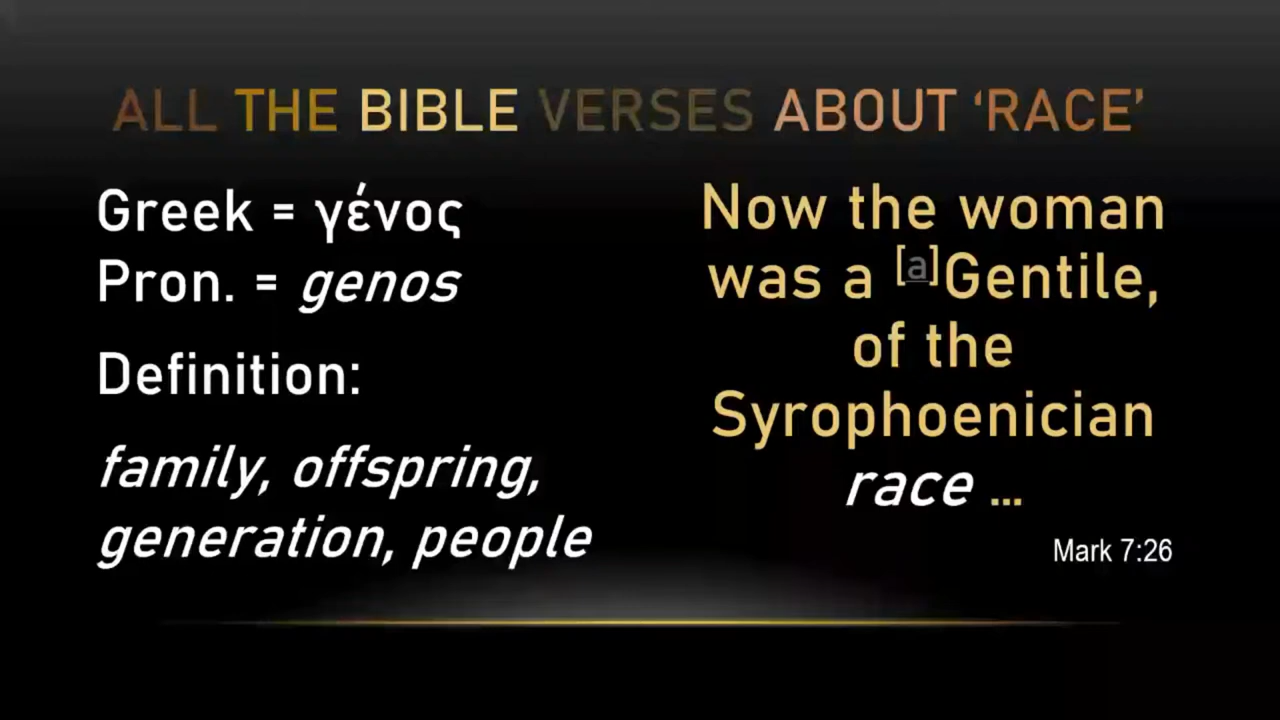 ALL THE BIBLE VERSES ABOUT ‘RACE’
Greek = γένος
Pron. = genos
Definition:
family, offspring,
generation, people
Now the woman
was a [a]Gentile,
of the
Syrophoenician
race ...
Mark 7:26